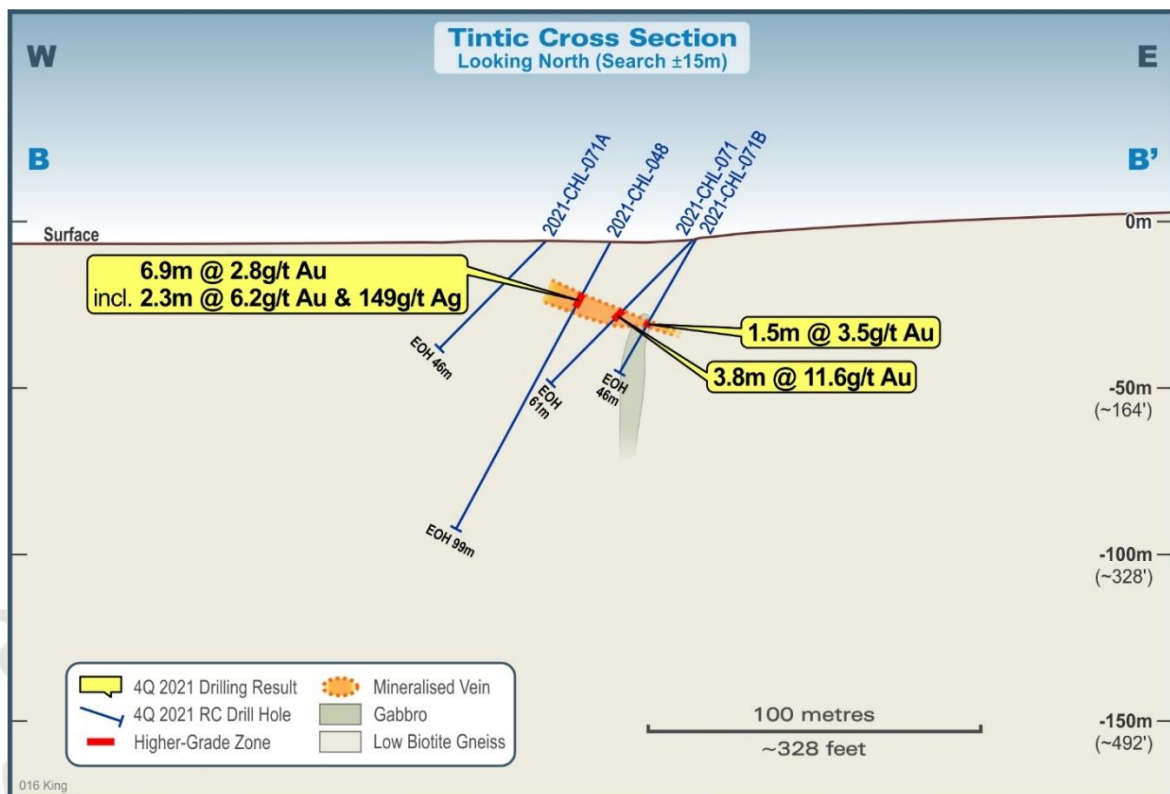 Tintic Cross Section
Looking North (Search ±15m)
W
E
B
B’
2021-CHL-071A
2021-CHL-048
2021-CHL-071
2021-CHL-071B
Surface
0m
6.9m @ 2.8g/t Au
incl. 2.3m @ 6.2g/t Au & 149g/t Ag
1.5m @ 3.5g/t Au
3.8m @ 11.6g/t Au
EOH 46m
EOH
61m
EOH
46m
EOH 99m
-50m
(~164')
-100m
(~328')
-150m
(~492')
4Q 2021 Drilling Result
4Q 2021 RC Drill Hole
Higher-Grade Zone
Mineralised Vein
Gabbro
Low Biotite Gneiss
100 metres
~328 feet
016 King